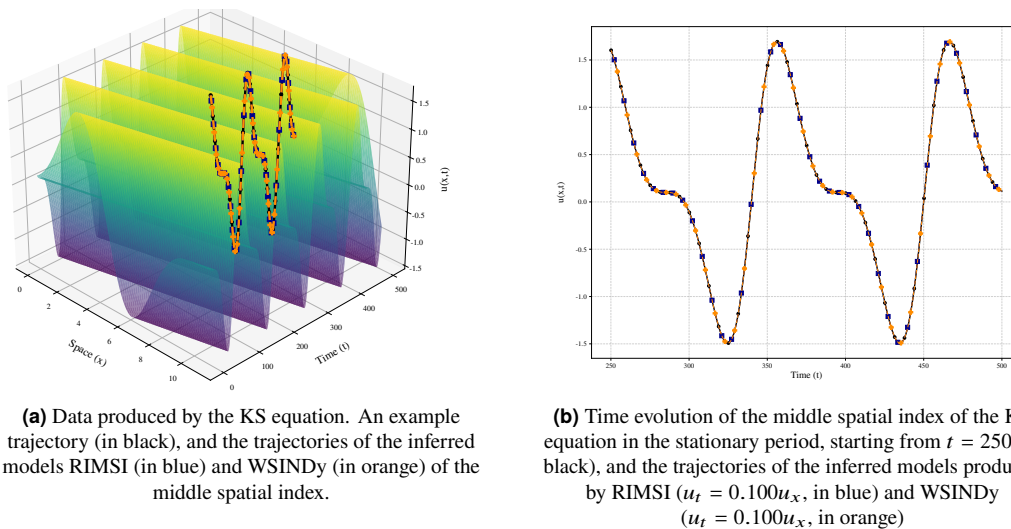 1.5
1.0
0.5
0.0
-0.5
-1.0
-1.5
u(x,t)
0
2
4
6
8
10
Space (x)
0
100
200
300
400
500
Time (t)
1.5
1.0
0.5
0.0
-0.5
-1.0
-1.5
u(x,t)
250
300
350
400
450
500
Time (t)
(a) Data produced by the KS equation. An example
trajectory (in black), and the trajectories of the inferred
models RIMSI (in blue) and WSINDy (in orange) of the
middle spatial index.
(b) Time evolution of the middle spatial index of the K
equation in the stationary period, starting from t = 250
black), and the trajectories of the inferred models produ
by RIMSI (u_t = 0.100u_x, in blue) and WSINDy
(u_t = 0.100u_x, in orange)